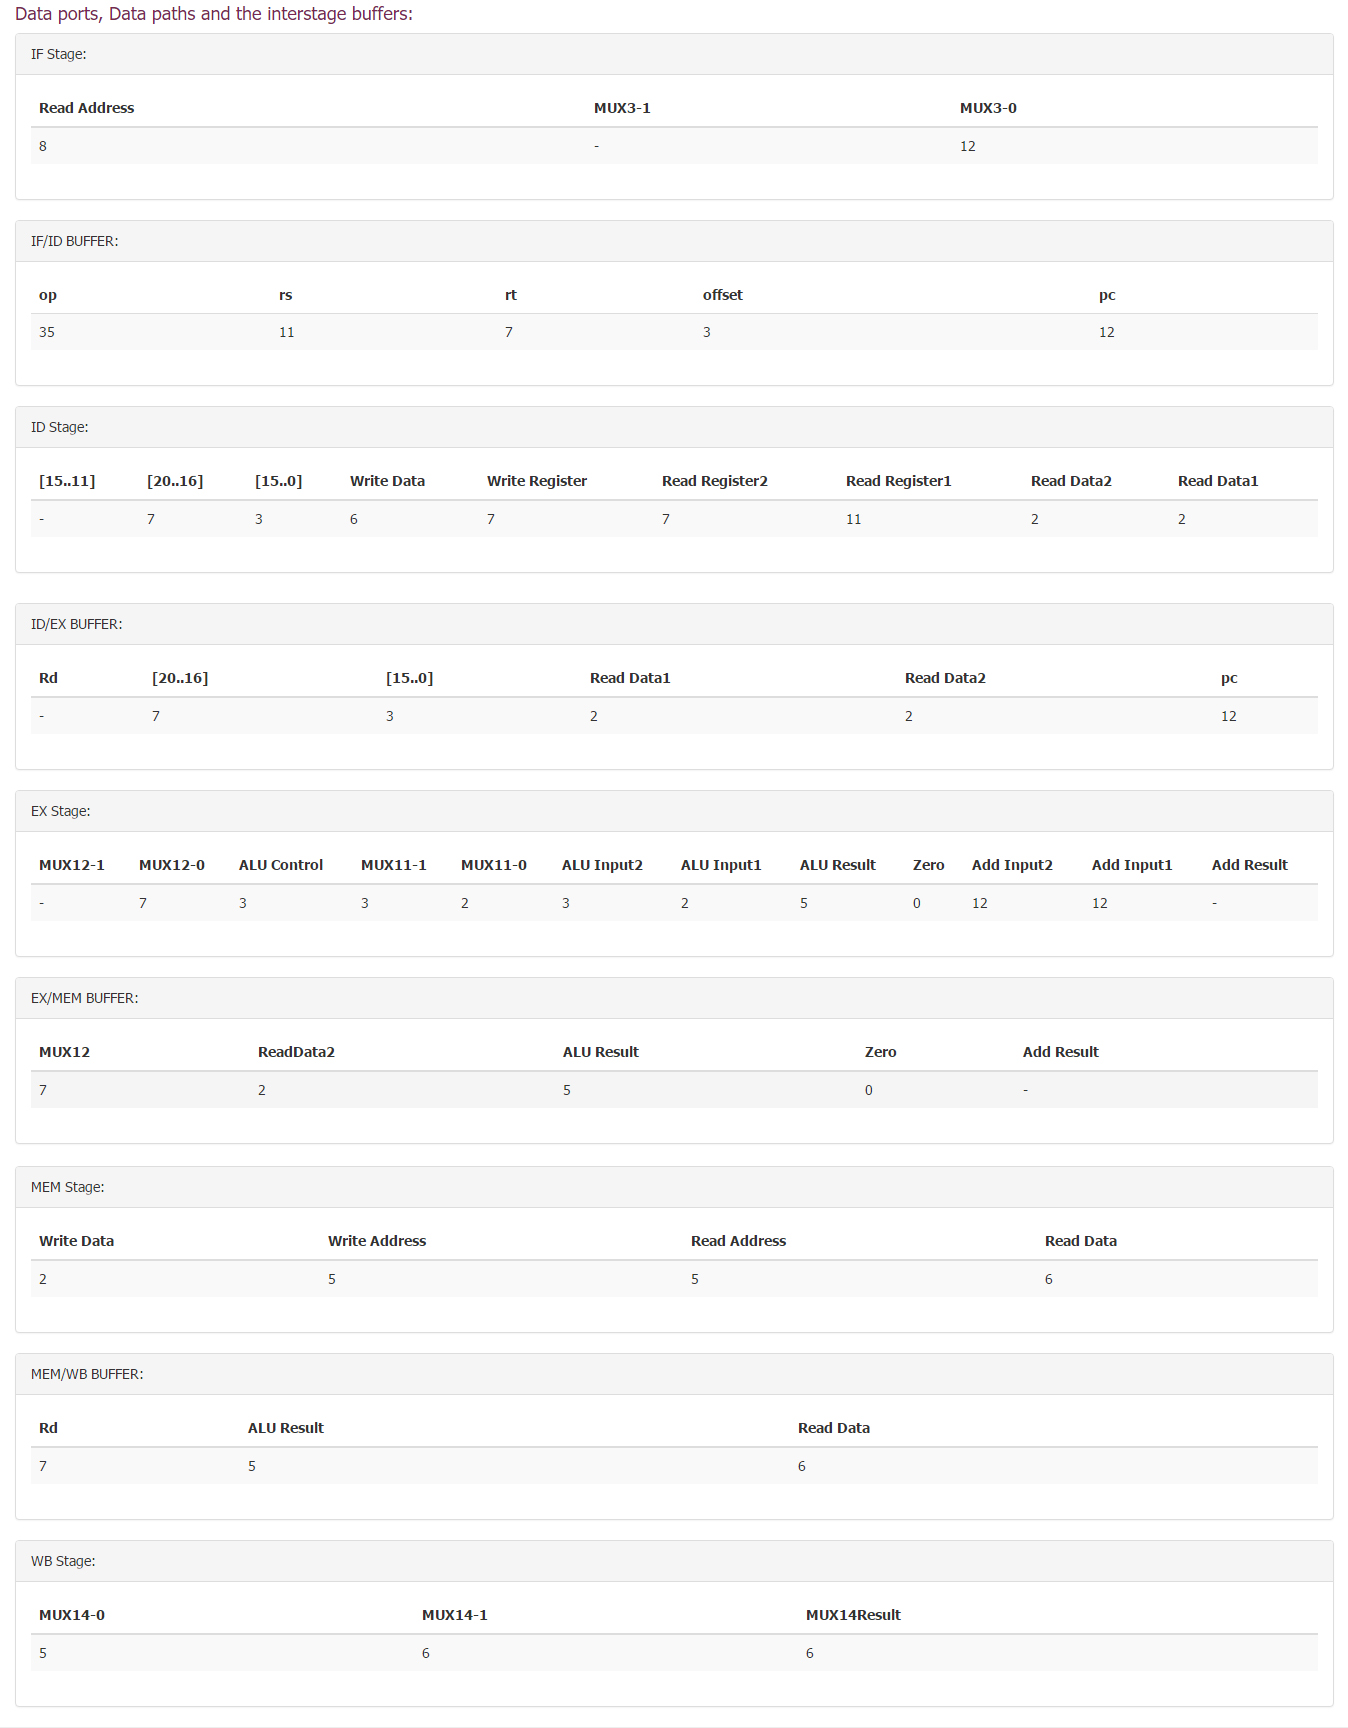 Data ports, Data paths and the interstage buffers:
IF Stage:
Read Address MUX3-1 MUX3-0
8 - 12
IF/ID BUFFER:
op rs rt offset pc
35 11 7 3 12
ID Stage:
[15..11] [20..16] [15..0] Write Data Write Register Read Register2 Read Register1 Read Data2 Read Data1
- 7 3 6 7 7 11 2 2
ID/EX BUFFER:
Rd [20..16] [15..0] Read Data1 Read Data2 pc
- 7 3 2 2 12
EX Stage:
MUX12-1 MUX12-0 ALU Control MUX11-1 MUX11-0 ALU Input2 ALU Input1 ALU Result Zero Add Input2 Add Input1 Add Result
- 7 3 3 2 3 2 5 0 12 12 -
EX/MEM BUFFER:
MUX12 ReadData2 ALU Result Zero Add Result
7 2 5 0 -
MEM Stage:
Write Data Write Address Read Address Read Data
2 5 5 6
MEM/WB BUFFER:
Rd ALU Result Read Data
7 5 6
WB Stage:
MUX14-0 MUX14-1 MUX14Result
5 6 6